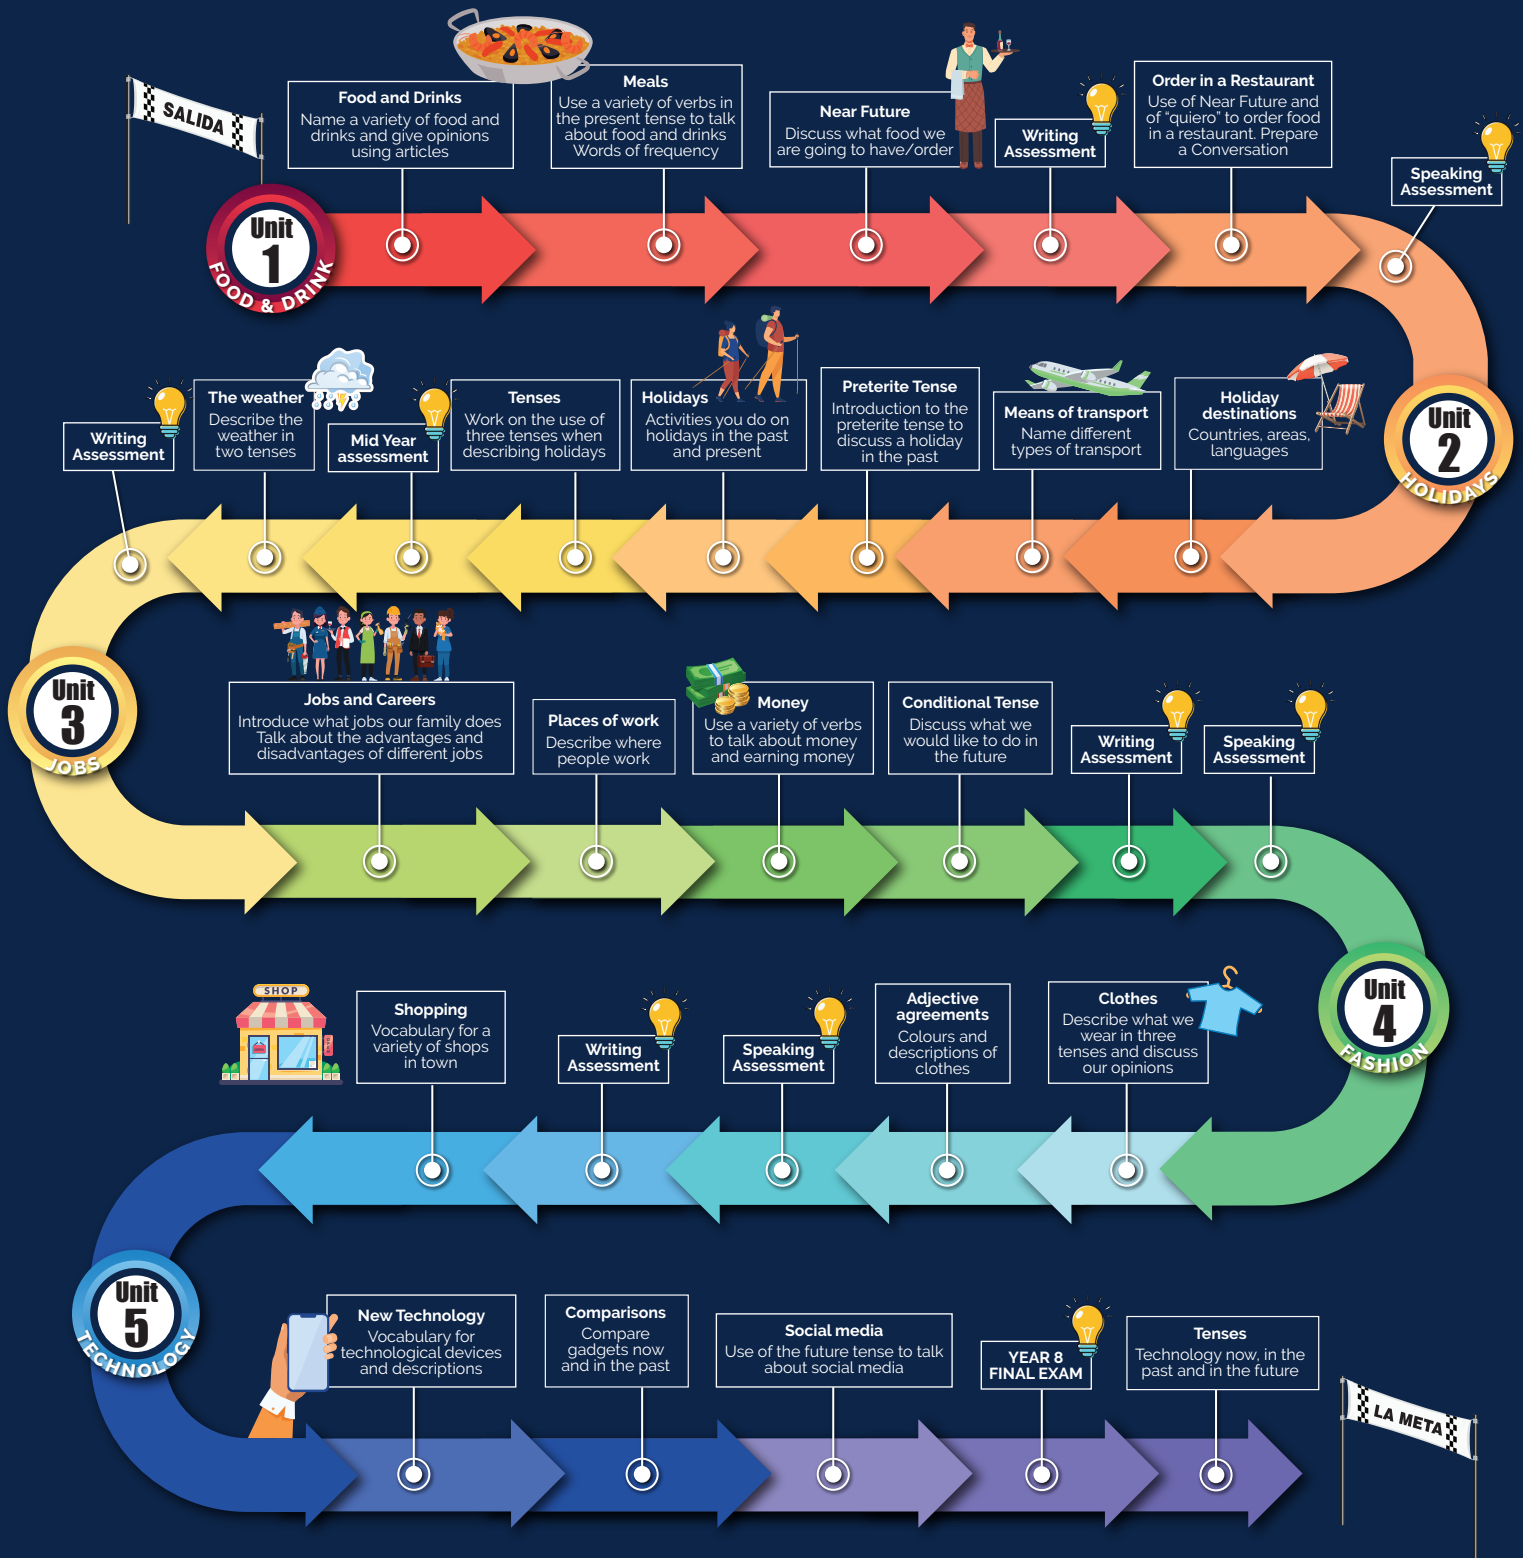 SALIDA
Unit
1
FOOD & DRINK
Food and Drinks
Name a variety of food and
drinks and give opinions
using articles
Meals
Use a variety of verbs in
the present tense to talk
about food and drinks
Words of frequency
Near Future
Discuss what food we
are going to have/order
Writing
Assessment
Order in a Restaurant
Use of Near Future and
of "quiero" to order food
in a restaurant. Prepare
a Conversation
Speaking
Assessment
Unit
2
HOLIDAYS
Holiday
destinations
Countries, areas,
languages
Means of transport
Name different
types of transport
Preterite Tense
Introduction to the
preterite tense to
discuss a holiday
in the past
Holidays
Activities you do on
holidays in the past
and present
Tenses
Work on the use of
three tenses when
describing holidays
Mid Year
assessment
The weather
Describe the
weather in
two tenses
Writing
Assessment
Unit
3
JOBS
Jobs and Careers
Introduce what jobs our family does
Talk about the advantages and
disadvantages of different jobs
Places of work
Describe where
people work
Money
Use a variety of verbs
to talk about money
and earning money
Conditional Tense
Discuss what we
would like to do in
the future
Writing
Assessment
Speaking
Assessment
Unit
4
FASHION
Clothes
Describe what we
wear in three
tenses and discuss
our opinions
Adjective
agreements
Colours and
descriptions of
clothes
Speaking
Assessment
Writing
Assessment
Shopping
Vocabulary for a
variety of shops
in town
SHOP
Unit
5
TECHNOLOGY
New Technology
Vocabulary for
technological devices
and descriptions
Comparisons
Compare
gadgets now
and in the past
Social media
Use of the future tense to talk
about social media
YEAR 8
FINAL EXAM
Tenses
Technology now, in the
past and in the future
LA META